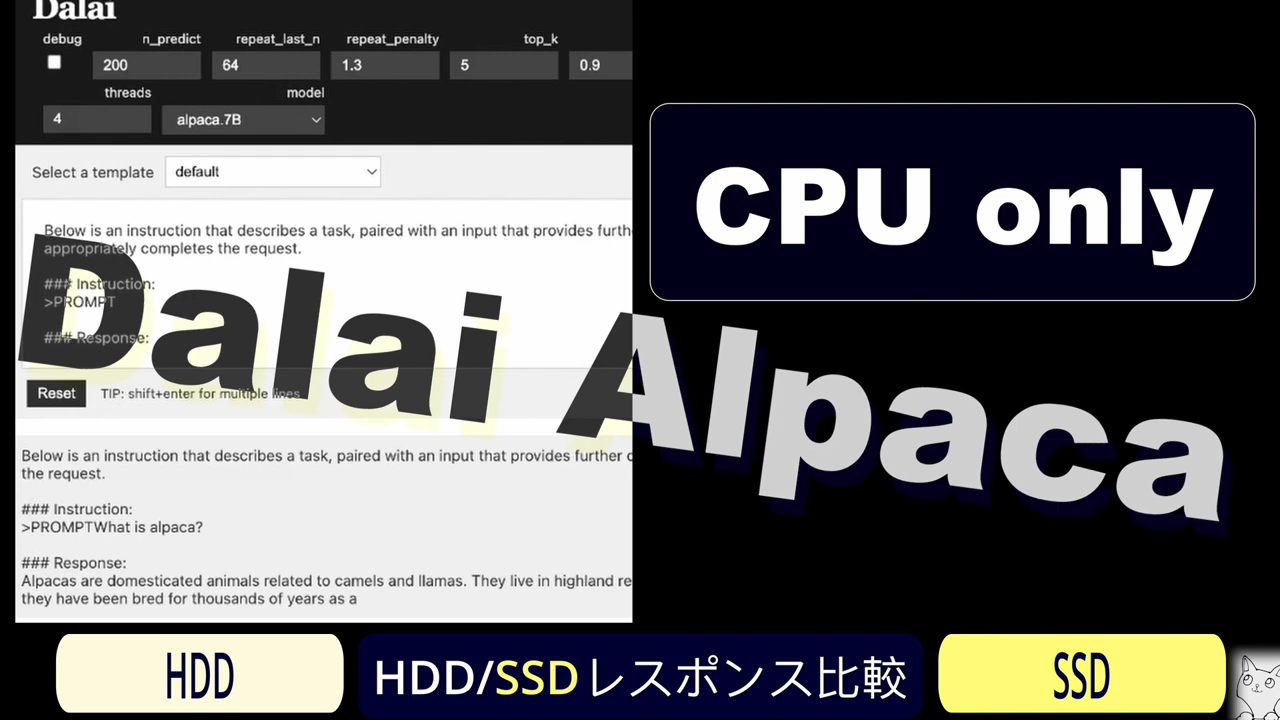 Dalai
debug n_predict repeat_last_n repeat_penalty top_k
200 64 1.3 5 0.9
threads model
4 alpaca.7B
Select a template default
Below is an instruction that describes a task, paired with an input that provides
appropriately completes the request.
### Instruction:
>PROMPT
### Response:
Reset TIP: shift+enter for multiple lines
Below is an instruction that describes a task, paired with an input that provides further
the request.
### Instruction:
>PROMPTWhat is alpaca?
### Response:
Alpacas are domesticated animals related to camels and llamas. They live in highland
they have been bred for thousands of years as a
CPU only
Dalai Alpaca
HDD
HDD/SSDレスポンス比較
SSD